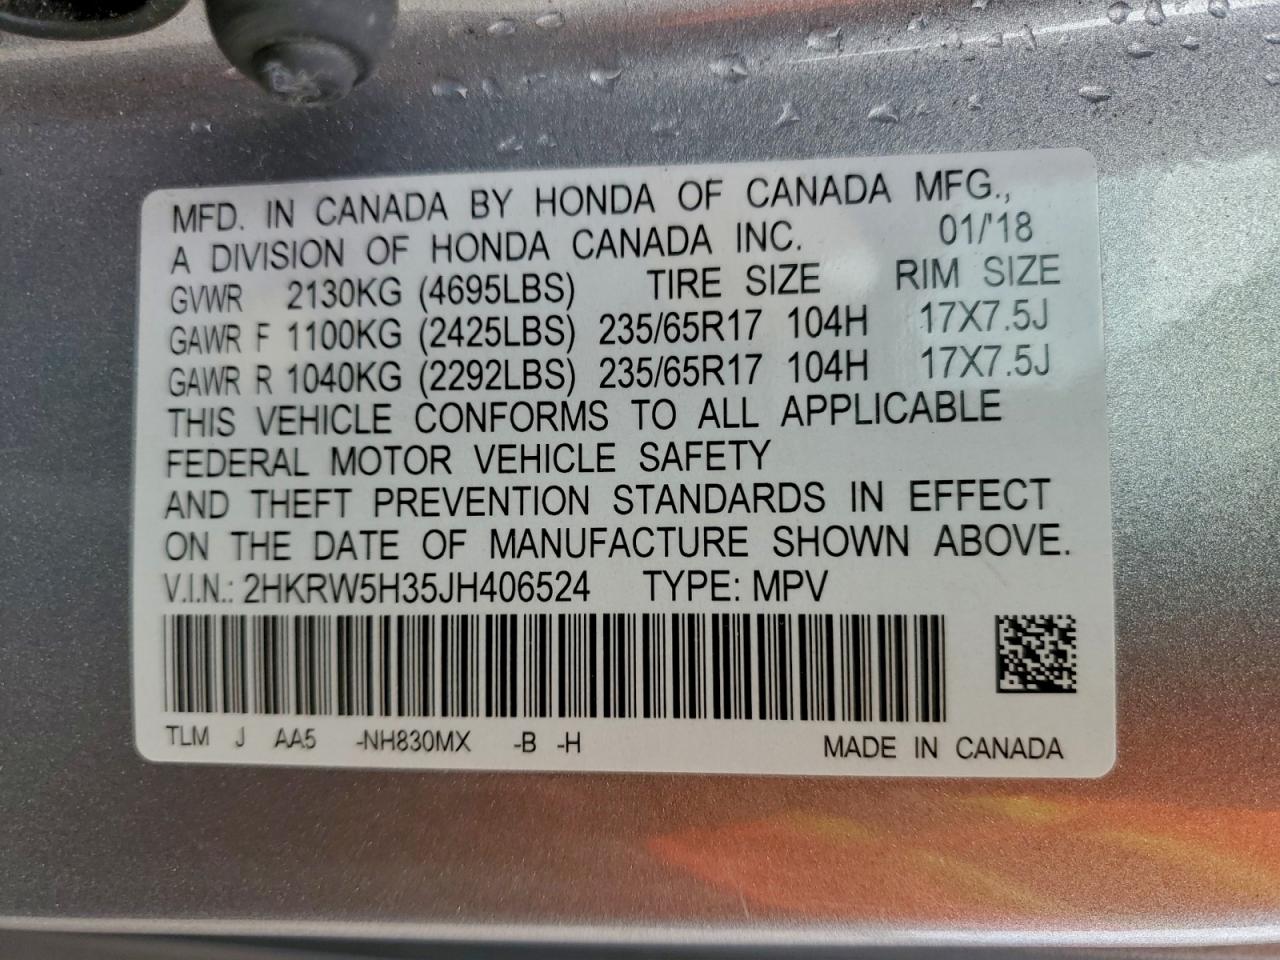 MFD. IN CANADA BY HONDA OF CANADA MFG.,
A DIVISION OF HONDA CANADA INC. 01/'18
GVWR 2130KG (4695LBS) TIRE SIZE RIM SIZE
GAWR F 1100KG (2425LBS) 235/65R17 104H 17X7.5J
GAWR R 1040KG (2292LBS) 235/65R17 104H 17X7.5J
THIS VEHICLE CONFORMS TO ALL APPLICABLE
FEDERAL MOTOR VEHICLE SAFETY
AND THEFT PREVENTION STANDARDS IN EFFECT
ON THE DATE OF MANUFACTURE SHOWN ABOVE.
V.I.N.: 2HKRW5H35JH406524 TYPE: MPV
TLM J AA5 -NH830MX -B -H MADE IN CANADA